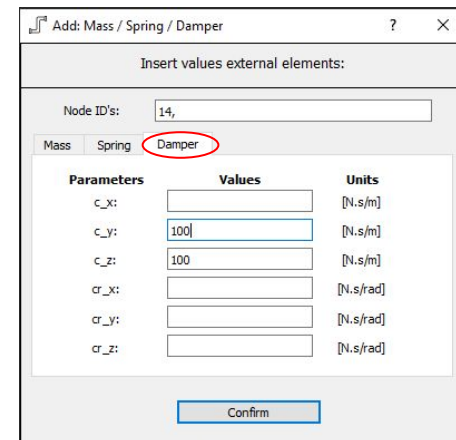 Add: Mass / Spring / Damper ? ×
Insert values external elements:
Node ID's: 14,
Mass Spring Damper
Parameters Values Units
c_x: [N.s/m]
c_y: 100 [N.s/m]
c_z: 100 [N.s/m]
cr_x: [N.s/rad]
cr_y: [N.s/rad]
cr_z: [N.s/rad]
Confirm